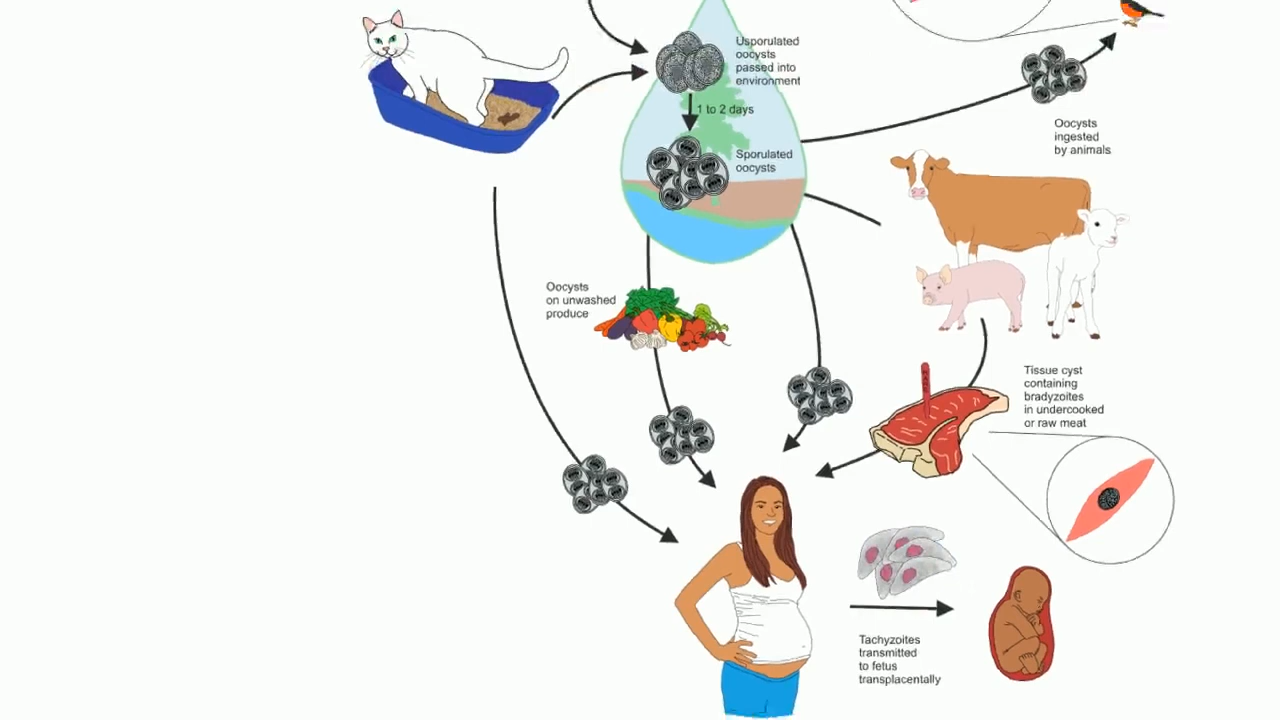 Usporulated
oocysts
passed into
environment
1 to 2 days
Sporulated
oocysts
Oocysts
ingested
by animals
Oocysts
on unwashed
produce
Tissue cyst
containing
bradyzoites
in undercooked
or raw meat
Tachyzoites
transmitted
to fetus
transplacentally